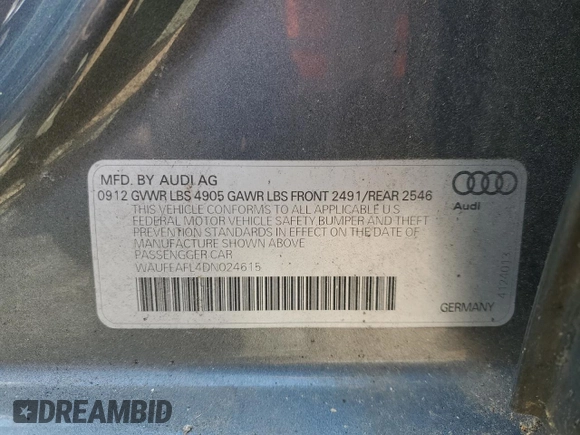 MFD. BY AUDI AG
0912 GVWR LBS 4905 GAWR LBS FRONT 2491/REAR 2546
THIS VEHICLE CONFORMS TO ALL APPLICABLE U.S.
FEDERAL MOTOR VEHICLE SAFETY BUMPER AND THEFT
PREVENTION STANDARDS IN EFFECT ON THE DATE OF
MANUFACTURE SHOWN ABOVE.
PASSENGGER CAR
WAUFEAFL4DN024615
Audi
GERMANY
DREAMBID